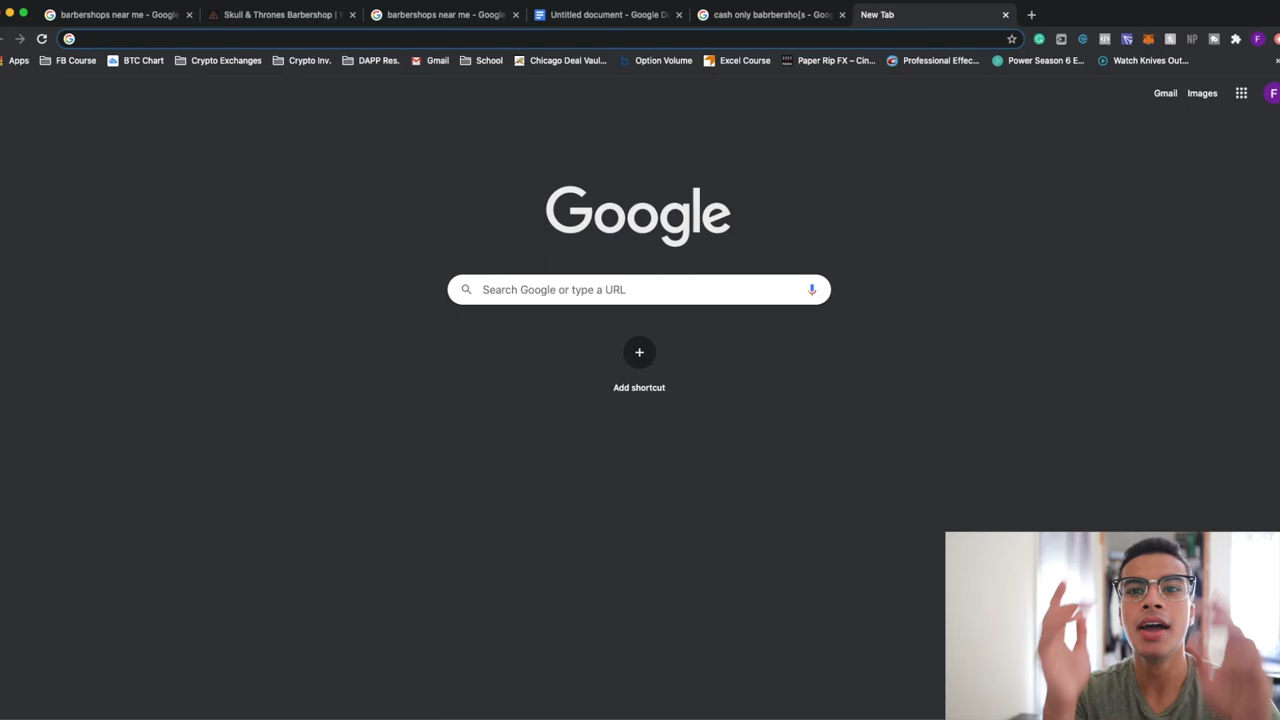 barbershops near me - Google
Skull & Thrones Barbershop |
barbershops near me - Google
Untitled document - Google D
cash only babrbersho[s - Goo
New Tab
Apps
FB Course
BTC Chart
Crypto Exchanges
Crypto Inv.
DAPP Res.
Gmail
School
Chicago Deal Vaul...
Option Volume
Excel Course
Paper Rip FX – Cin...
Professional Effec...
Power Season 6 E...
Watch Knives Out...
Gmail
Images
F
Google
Search Google or type a URL
Add shortcut